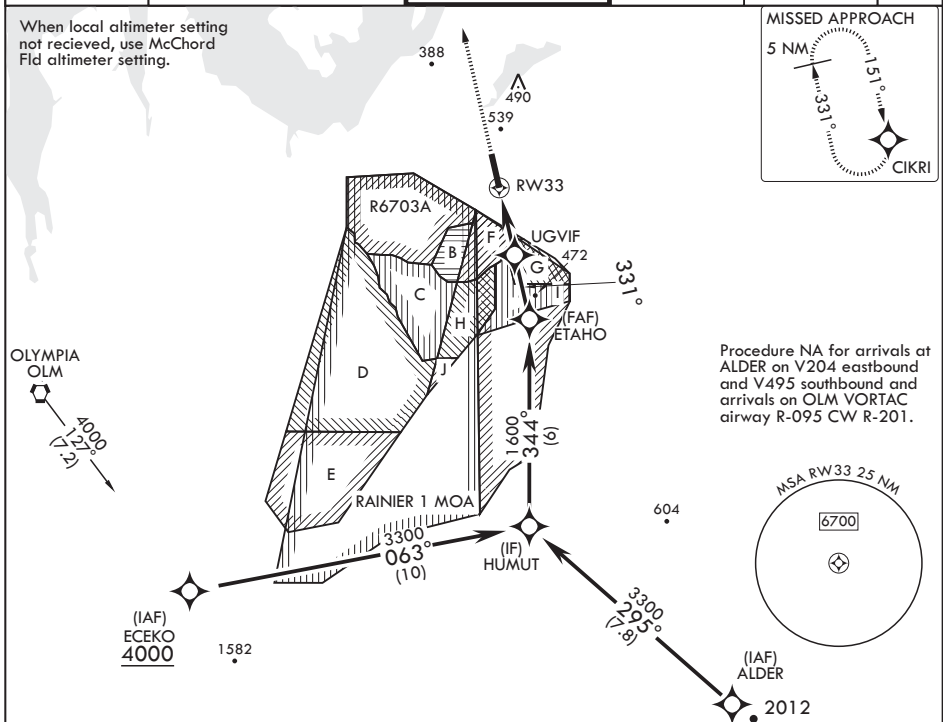 When local altimeter setting
not recieved, use McChord
Fld altimeter setting.
388
490
539
MISSED APPROACH
5 NM
151°
331°
CIKRI
RW33
R6703A
F
UGVIF
B
472
G
C
I
331°
H
(FAF)
ETAHO
J
OLYMPIA
OLM
D
Procedure NA for arrivals at
ALDER on V204 eastbound
and V495 southbound and
arrivals on OLM VORTAC
airway R-095 CW R-201.
4000
127°
(7.2)
1600
344°
(6)
E
MSA RW33 25 NM
6700
RAINIER 1 MOA
604
3300
063°
(10)
(IF)
HUMUT
3300
295°
(7.8)
(IAF)
ECEKO
4000
1582
(IAF)
ALDER
2012